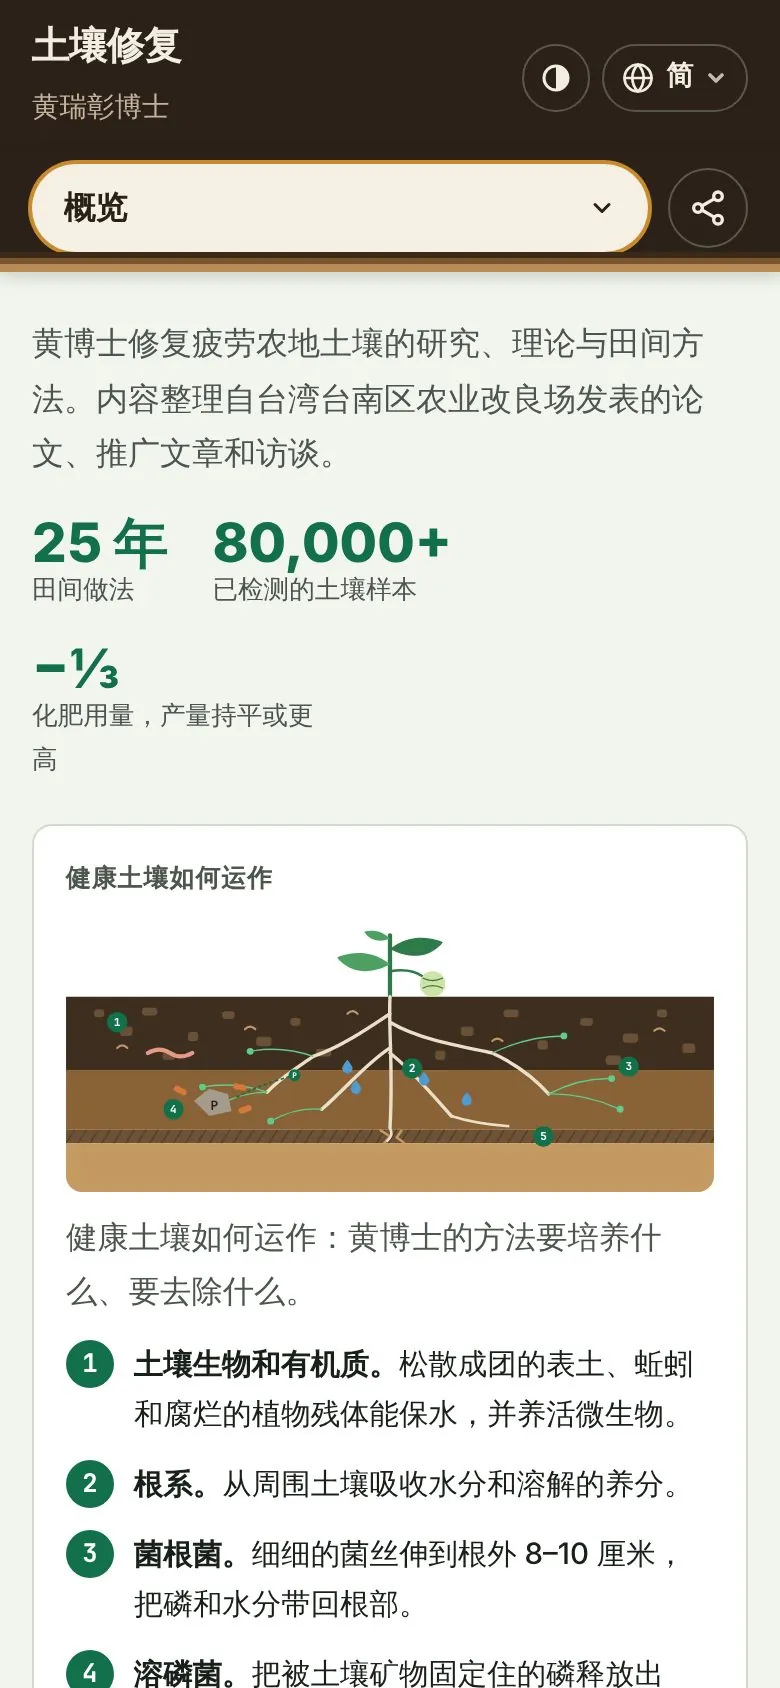 土壤修复
黄瑞彰博士
简
概览
黄博士修复疲劳农地土壤的研究、理论与田间方
法。内容整理自台湾台南区农业改良场发表的论
文、推广文章和访谈。
25 年
80,000+
田间做法
已检测的土壤样本
−⅓
化肥用量，产量持平或更
高
健康土壤如何运作
1
2
3
P
4
P
5
健康土壤如何运作：黄博士的方法要培养什
么、要去除什么。
1 土壤生物和有机质。松散成团的表土、蚯蚓
和腐烂的植物残体能保水，并养活微生物。
2 根系。从周围土壤吸收水分和溶解的养分。
3 菌根菌。细细的菌丝伸到根外 8–10 厘米，
把磷和水分带回根部。
4 溶磷菌。把被土壤矿物固定住的磷释放出